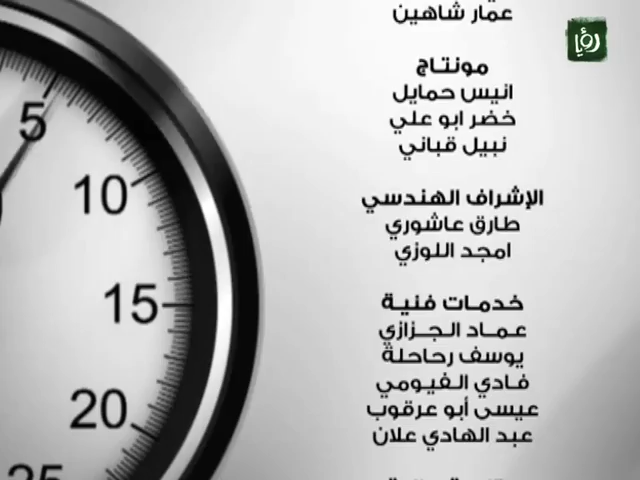 عمار شاهين
رؤيا
مونتاج
انيس حمايل
خضر ابو علي
نبيل قباني
الإشراف الهندسي
طارق عاشوري
امجد اللوزي
خدمات فنية
عماد الجزازي
يوسف رحاحلة
فادي الفيومي
عيسى أبو عرقوب
عبد الهادي علان
5
10
15
20
25